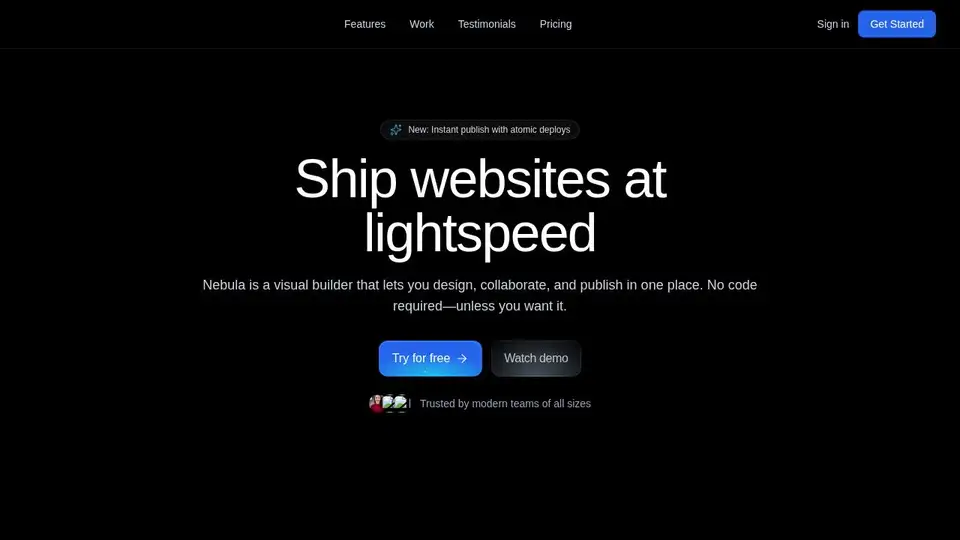 Features Work Testimonials Pricing Sign in Get Started
New: Instant publish with atomic deploys
Ship websites at
lightspeed
Nebula is a visual builder that lets you design, collaborate, and publish in one place. No code
required—unless you want it.
Try for free Watch demo
Trusted by modern teams of all sizes